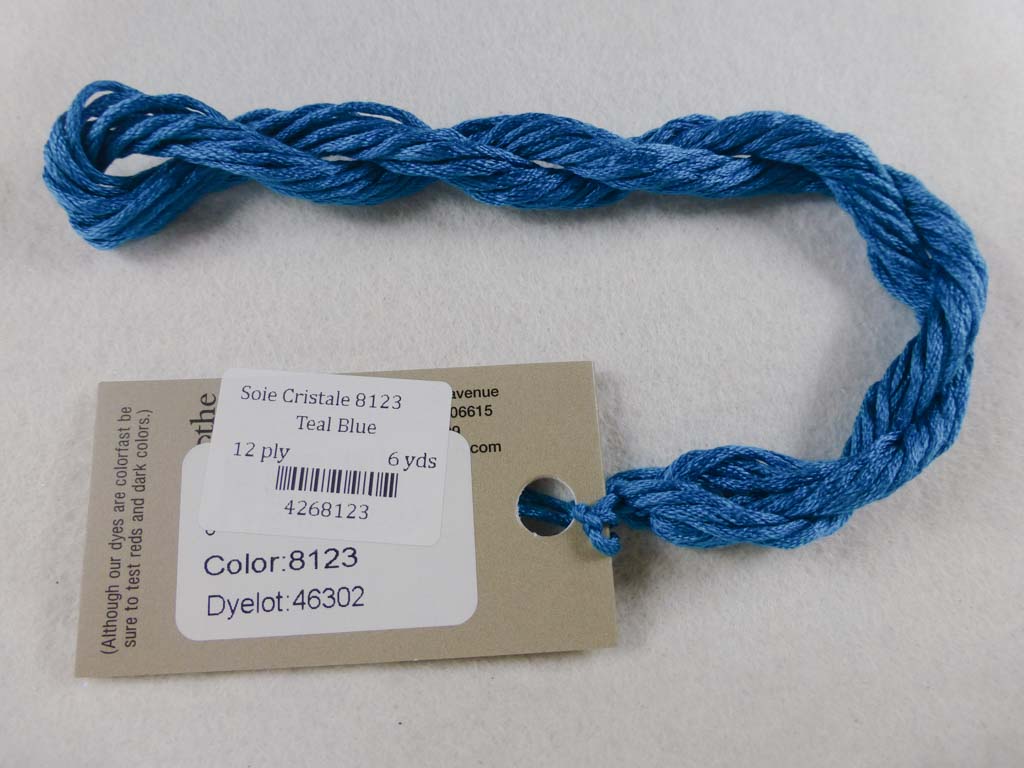 Soie Cristale 8123
Teal Blue
12 ply 6 yds
4268123
Color:8123
Dyelot:46302
(Although our dyes are colorfast be
sure to test reds and dark colors.)
06615